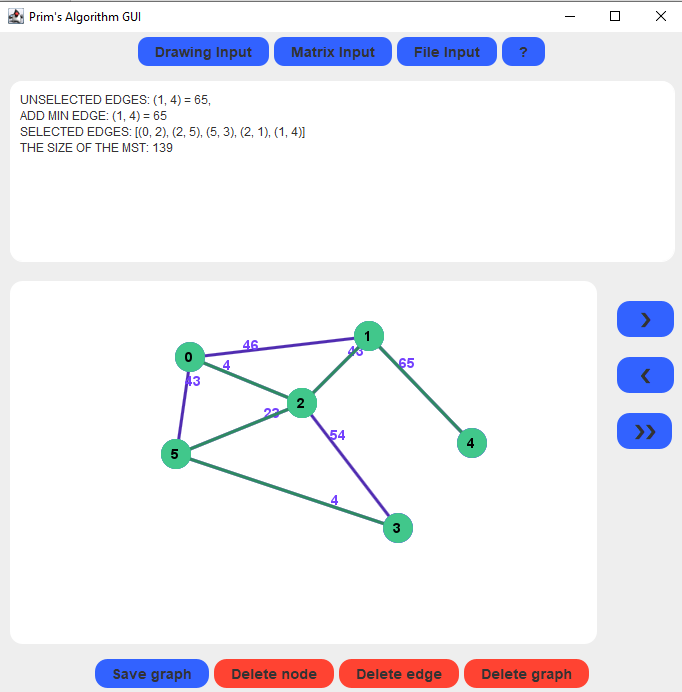 Prim's Algorithm GUI
Drawing Input
Matrix Input
File Input
?
UNSELECTED EDGES: (1, 4) = 65,
ADD MIN EDGE: (1, 4) = 65
SELECTED EDGES: [(0, 2), (2, 5), (5, 3), (2, 1), (1, 4)]
THE SIZE OF THE MST: 139
1
46
0
43
4
43
65
2
23
54
4
5
4
3
Save graph
Delete node
Delete edge
Delete graph